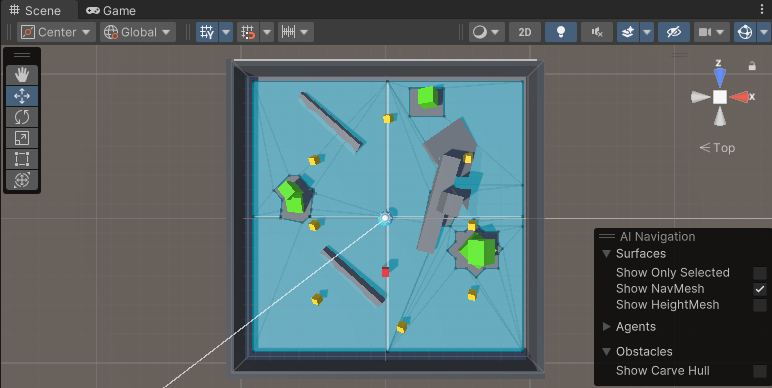 Scene Game
Center Global 2D
z
x
Top
AI Navigation
Surfaces
Show Only Selected
Show NavMesh
Show HeightMesh
Agents
Obstacles
Show Carve Hull